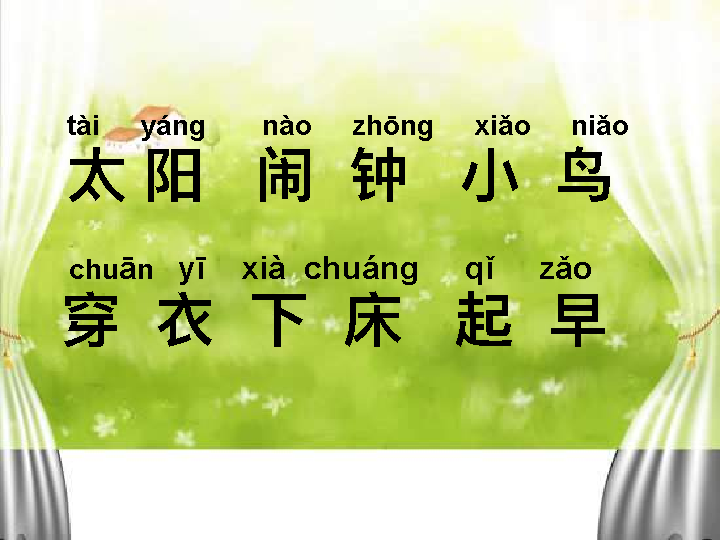 tài yáng nào zhōng xiǎo niǎo
太 阳 闹 钟 小 鸟
chuān yī xià chuáng qǐ zǎo
穿 衣 下 床 起 早